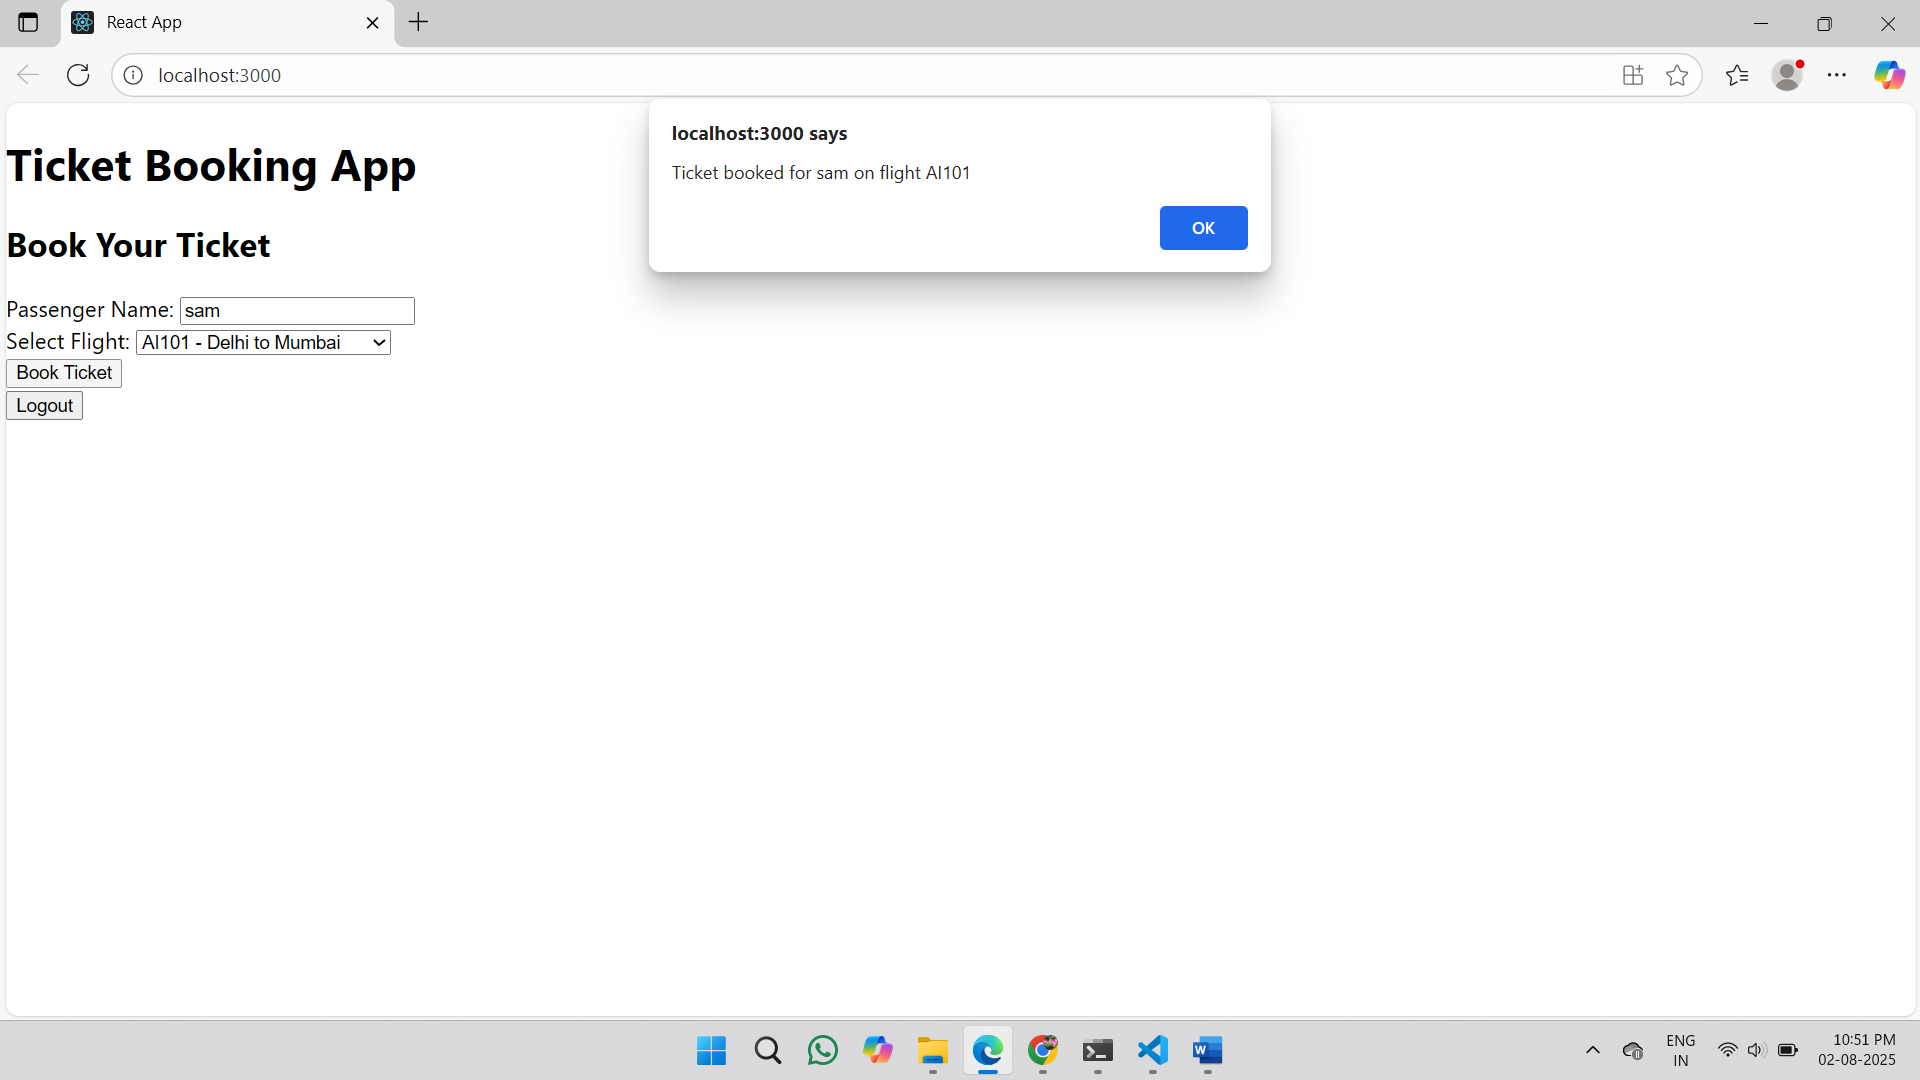 React App
localhost:3000
localhost:3000 says
Ticket booked for sam on flight AI101
OK
Ticket Booking App
Book Your Ticket
Passenger Name: sam
Select Flight: AI101 - Delhi to Mumbai
Book Ticket
Logout
ENG
IN
10:51 PM
02-08-2025